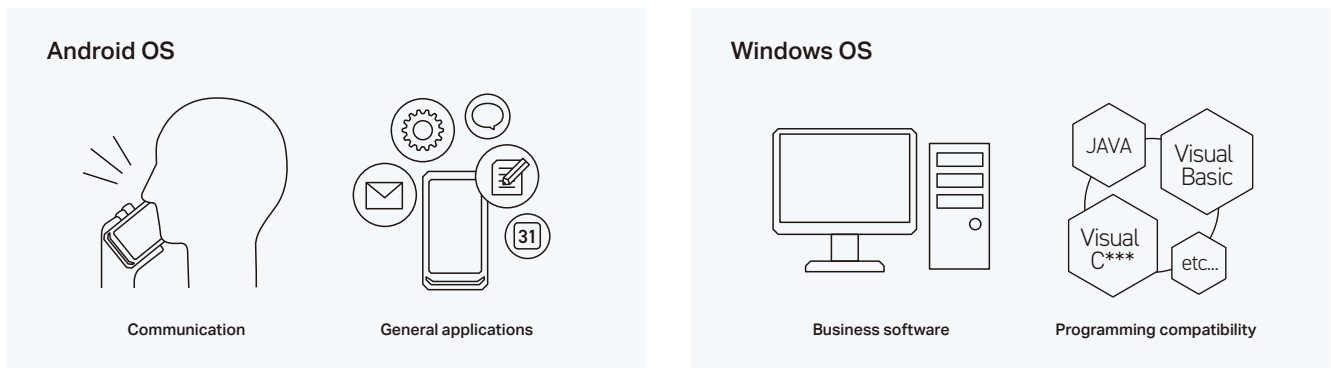 Android OS
31
Communication
General applications
Windows OS
JAVA
Visual
Basic
Visual
C***
etc...
Business software
Programming compatibility